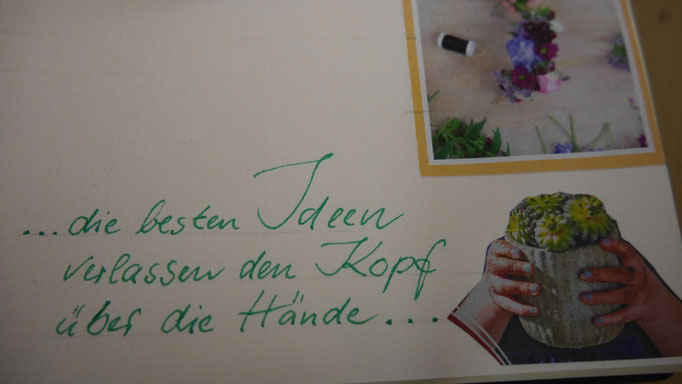 ...die besten Ideen
verlassen den Kopf
über die Hände...